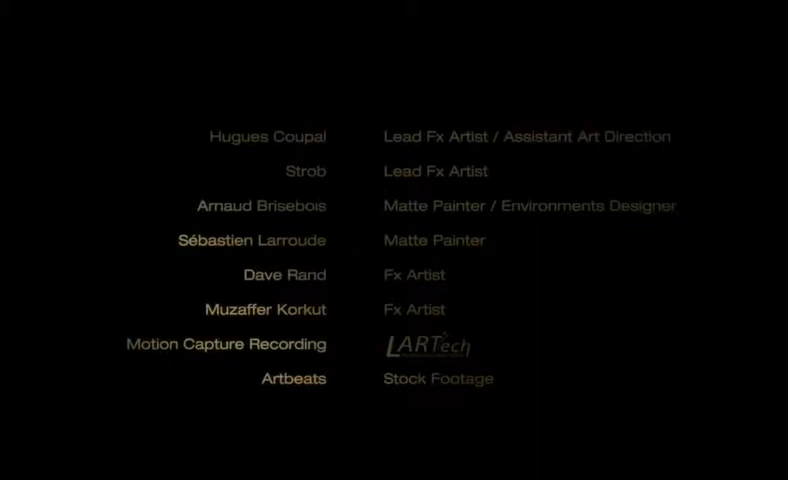 Hugues Coupal Lead Fx Artist / Assistant Art Direction
Strob Lead Fx Artist
Arnaud Brisebois Matte Painter / Environments Designer
Sébastien Larroude Matte Painter
Dave Rand Fx Artist
Muzaffer Korkut Fx Artist
Motion Capture Recording LARTech
Artbeats Stock Footage